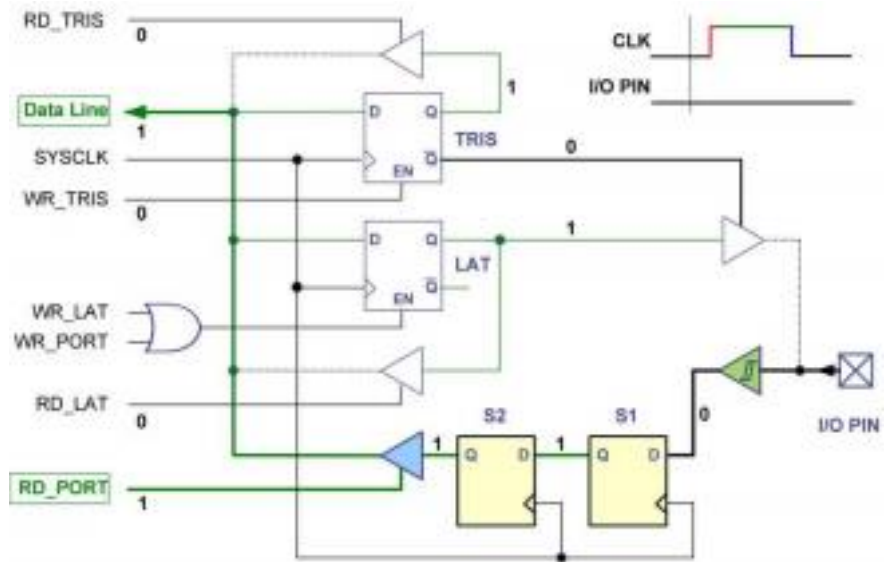 RD_TRIS
0
CLK
I/O PIN
1
Data Line
1
D Q
TRIS
SYSCLK
Q
0
EN
WR_TRIS
0
D Q
1
LAT
EN Q
WR_LAT
WR_PORT
RD_LAT
0
S2
S1
0
I/O PIN
1
Q D
1
Q D
RD_PORT
1